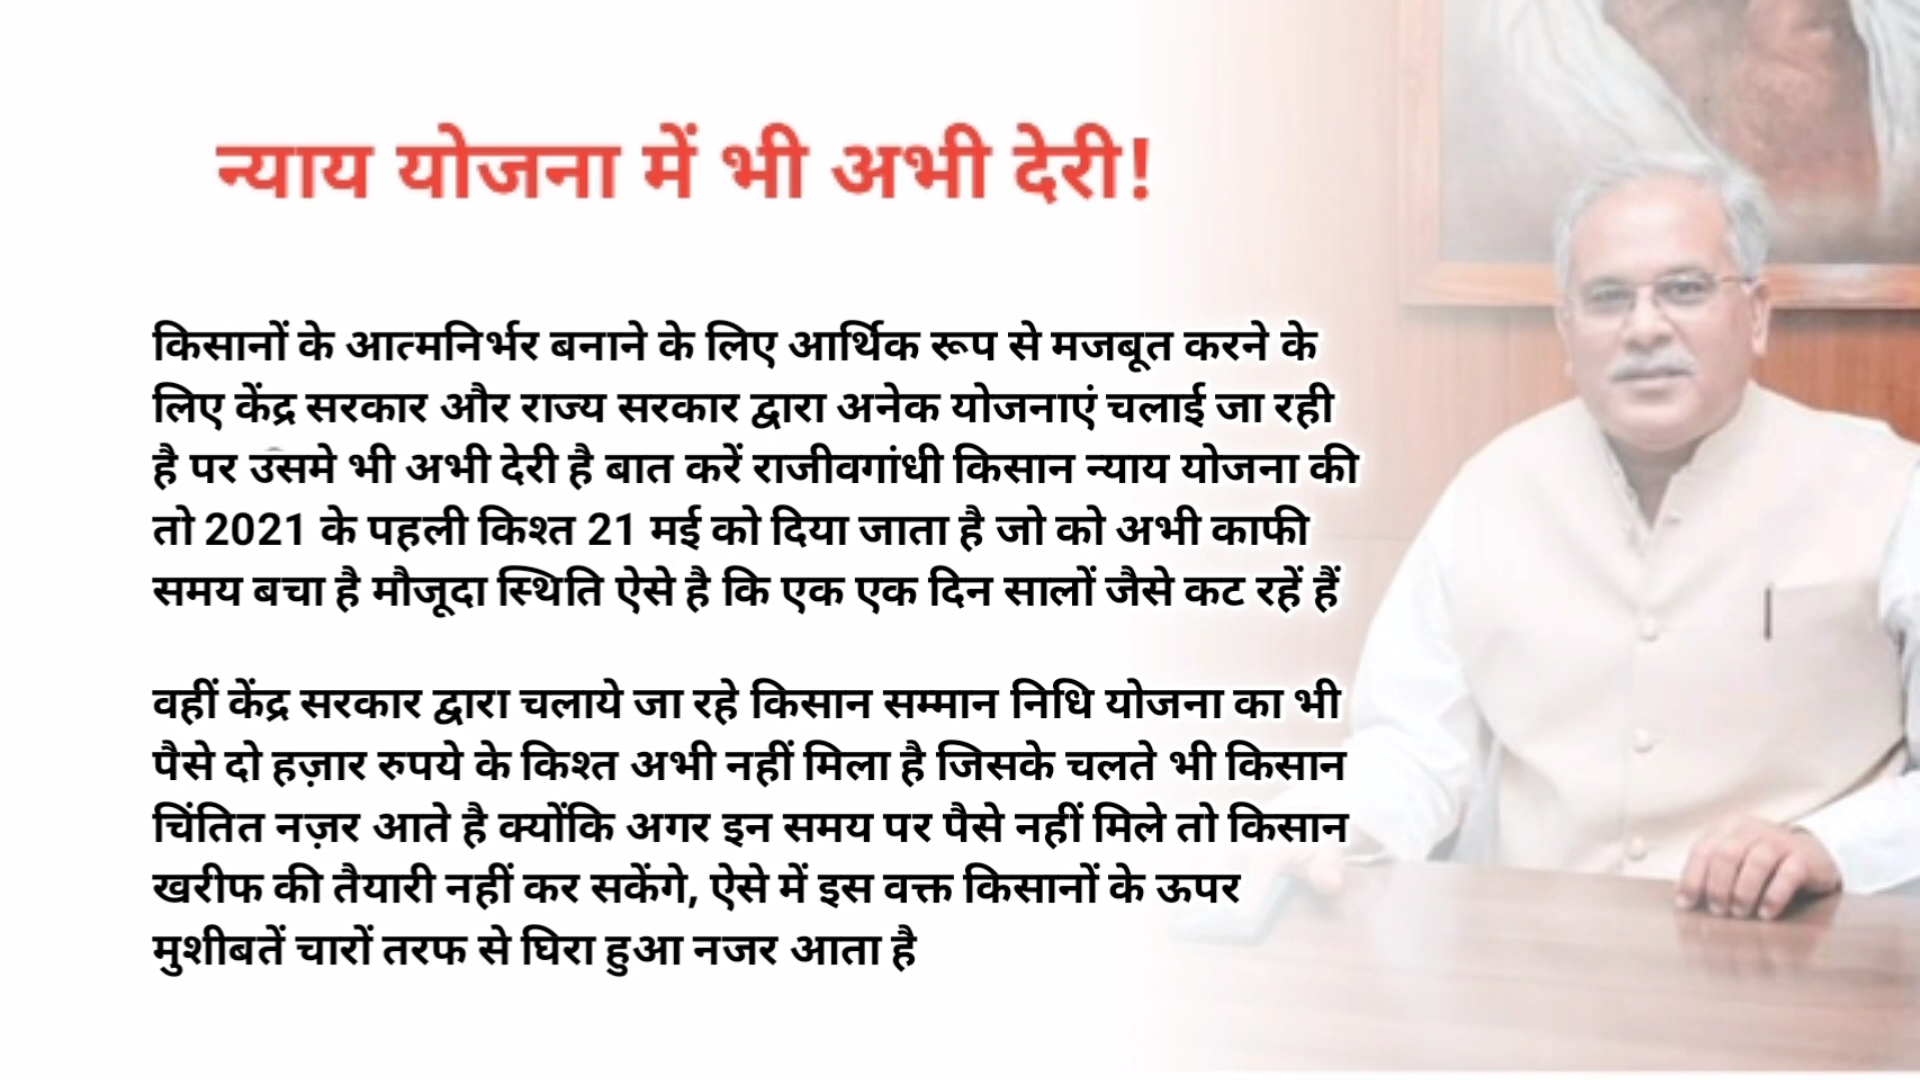 न्याय योजना में भी अभी देरी!
किसानों के आत्मनिर्भर बनाने के लिए आर्थिक रूप से मजबूत करने के
लिए केंद्र सरकार और राज्य सरकार द्वारा अनेक योजनाएं चलाई जा रही
है पर उसमे भी अभी देरी है बात करें राजीवगांधी किसान न्याय योजना की
तो 2021 के पहली किश्त 21 मई को दिया जाता है जो को अभी काफी
समय बचा है मौजूदा स्थिति ऐसे है कि एक एक दिन सालों जैसे कट रहें हैं
वहीं केंद्र सरकार द्वारा चलाये जा रहे किसान सम्मान निधि योजना का भी
पैसे दो हज़ार रुपये के किश्त अभी नहीं मिला है जिसके चलते भी किसान
चिंतित नज़र आते है क्योंकि अगर इन समय पर पैसे नहीं मिले तो किसान
खरीफ की तैयारी नहीं कर सकेंगे, ऐसे में इस वक्त किसानों के ऊपर
मुशीबतें चारों तरफ से घिरा हुआ नजर आता है